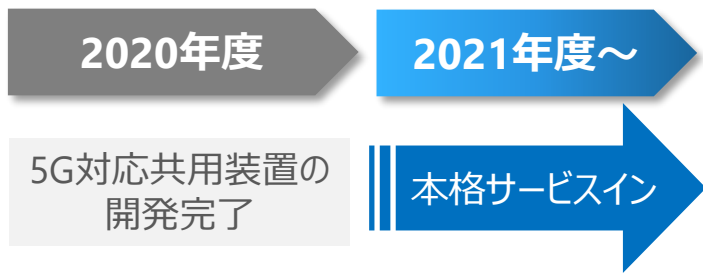 2020年度
2021年度～
5G対応共用装置の
開発完了
本格サービスイン